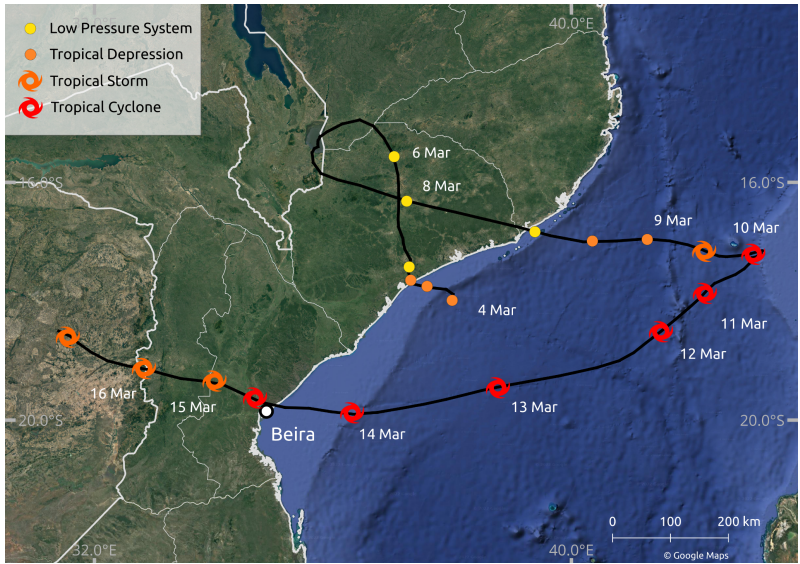 Low Pressure System
Tropical Depression
Tropical Storm
Tropical Cyclone
40.0°E
6 Mar
16.0°S
16.0°S
8 Mar
9 Mar
10 Mar
4 Mar
11 Mar
12 Mar
16 Mar
15 Mar
13 Mar
20.0°S
20.0°S
Beira
14 Mar
0 100 200 km
32.0°E
40.0°E
© Google Maps